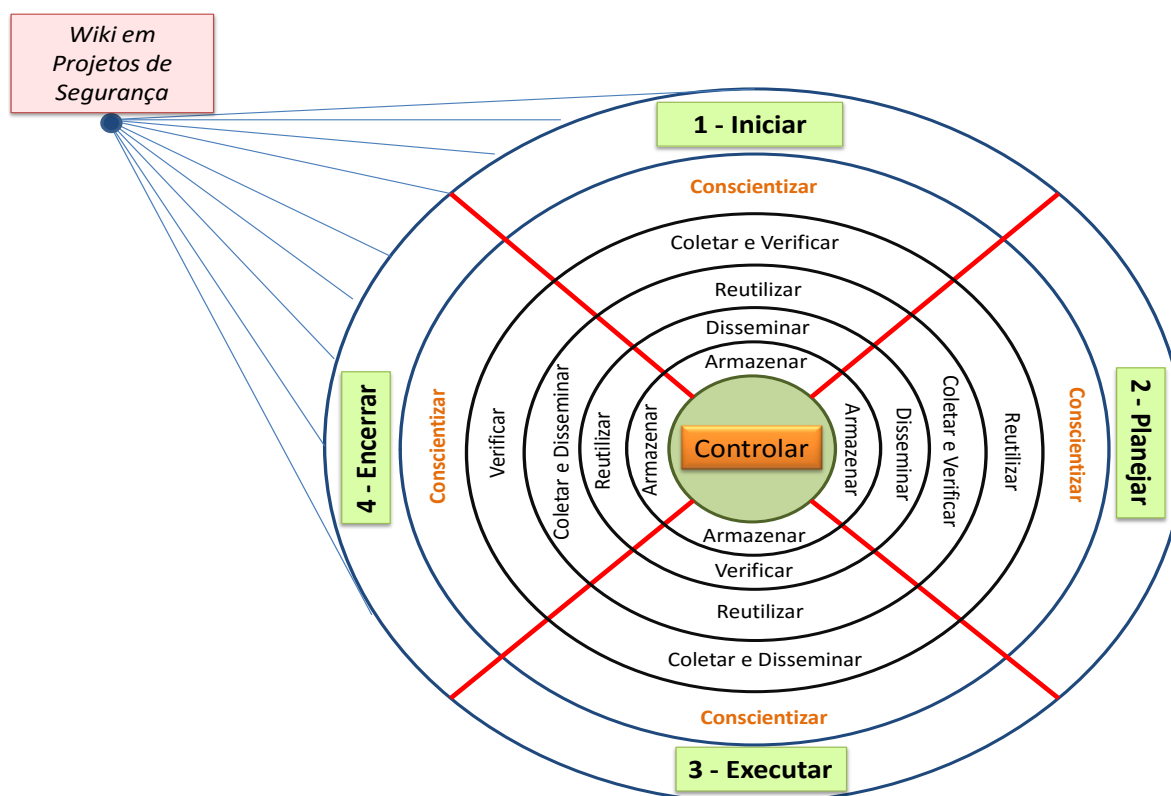 Wiki em
Projetos de
Segurança
1 - Iniciar
Conscientizar
Coletar e Verificar
Reutilizar
Disseminar
Armazenar
Controlar
2 - Planejar
Conscientizar
Reutilizar
Coletar e Verificar
Disseminar
Armazenar
4 - Encerrar
Conscientizar
Verificar
Coletar e Disseminar
Reutilizar
Armazenar
Armazenar
Verificar
Reutilizar
Coletar e Disseminar
Conscientizar
3 - Executar